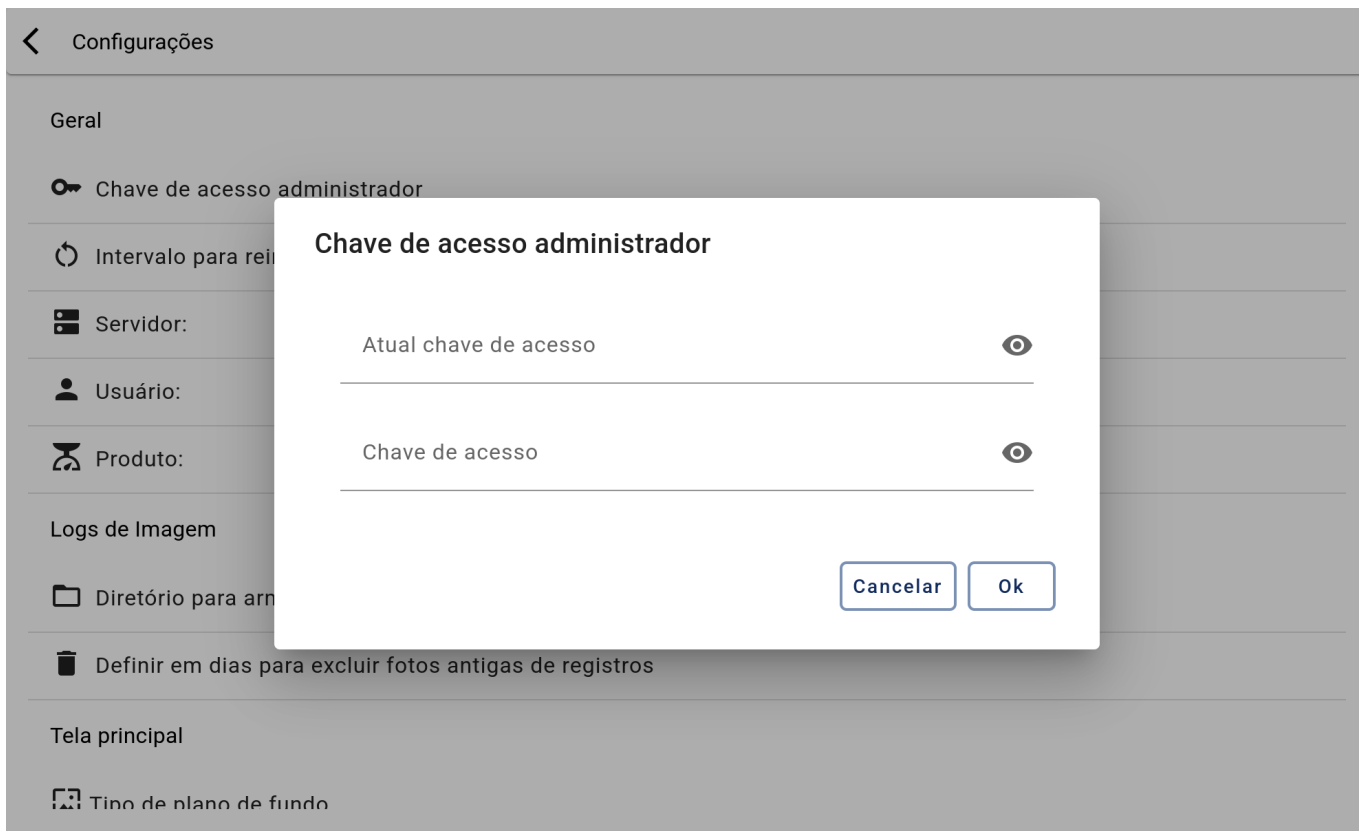 Configurações
Geral
Chave de acesso administrador
Intervalo para rei
Servidor:
Usuário:
Produto:
Logs de Imagem
Diretório para
Definir em dias para excluir fotos antigas de registros
Tela principal
Tipo de plano de fundo
Chave de acesso administrador
Atual chave de acesso
Chave de acesso
Cancelar
Ok